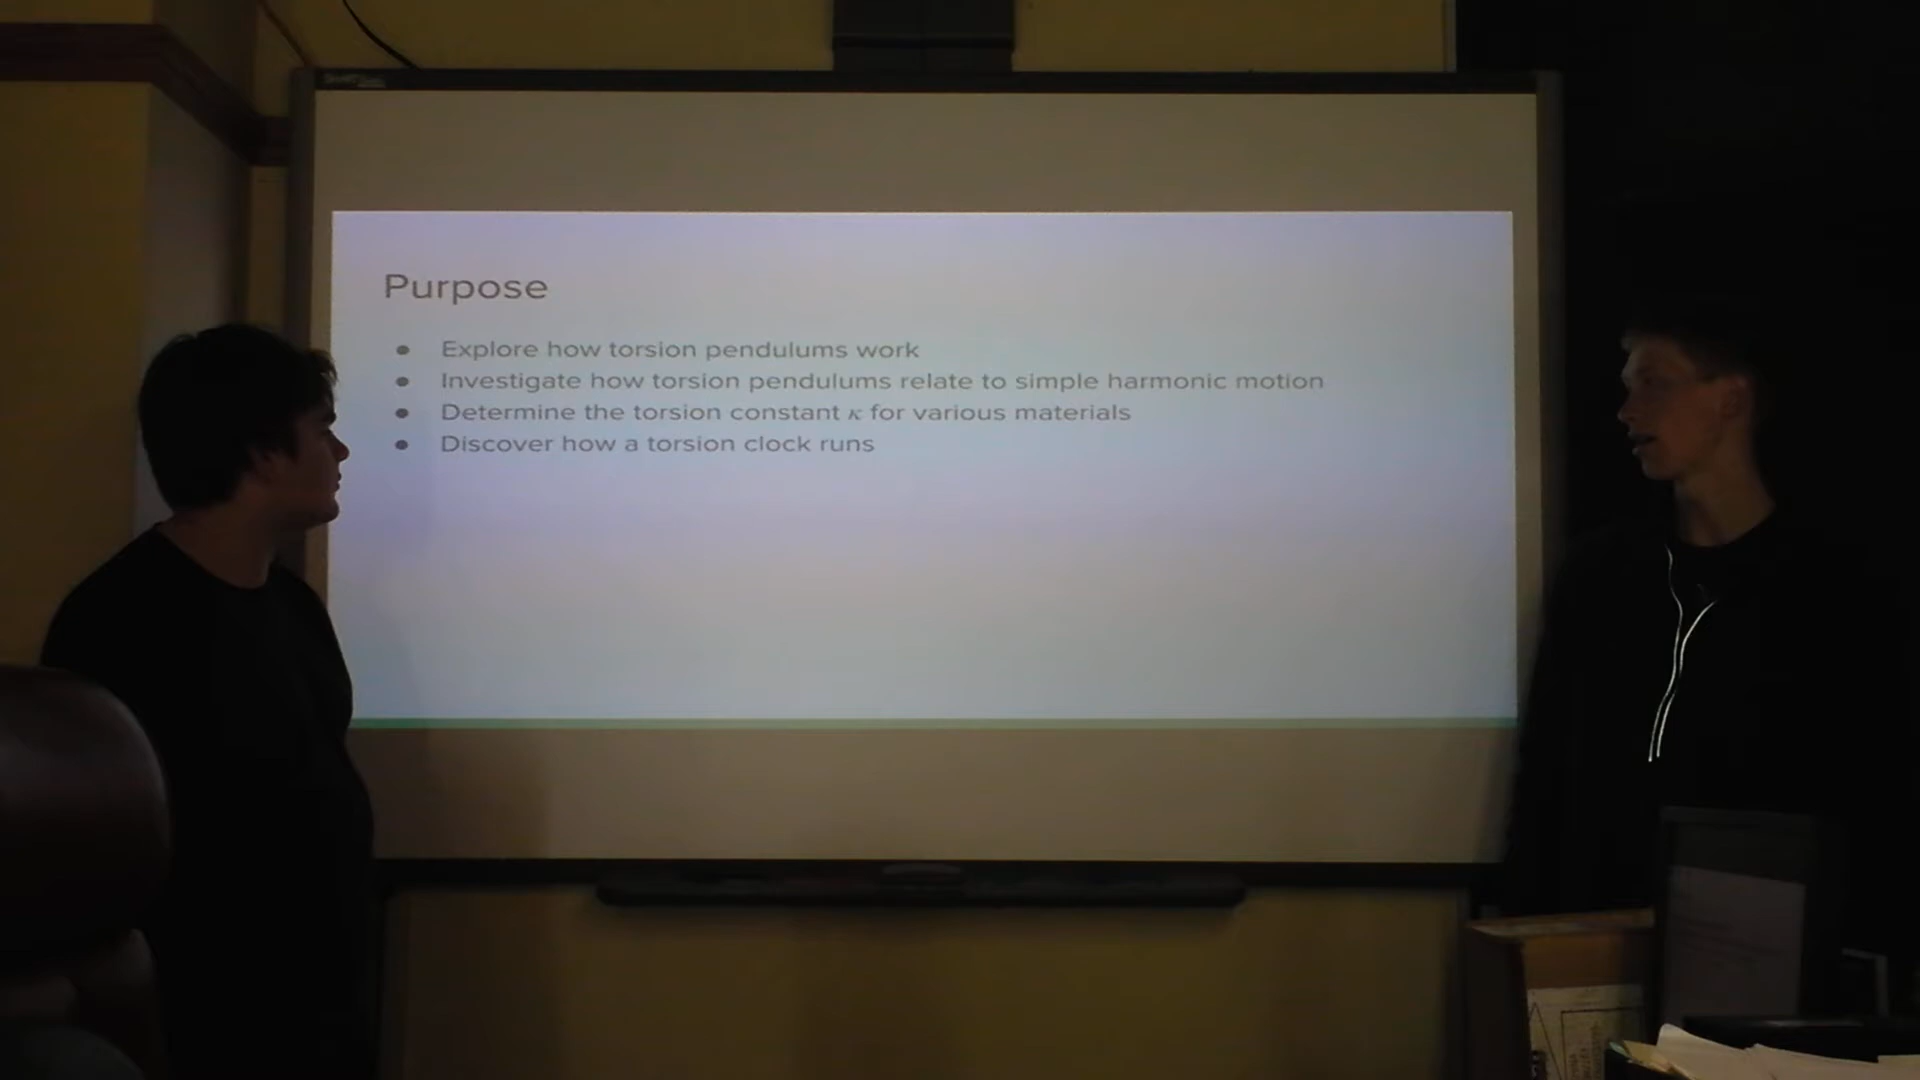 Purpose
● Explore how torsion pendulums work
● Investigate how torsion pendulums relate to simple harmonic motion
● Determine the torsion constant κ for various materials
● Discover how a torsion clock runs